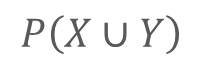 P(X ∪ Y)